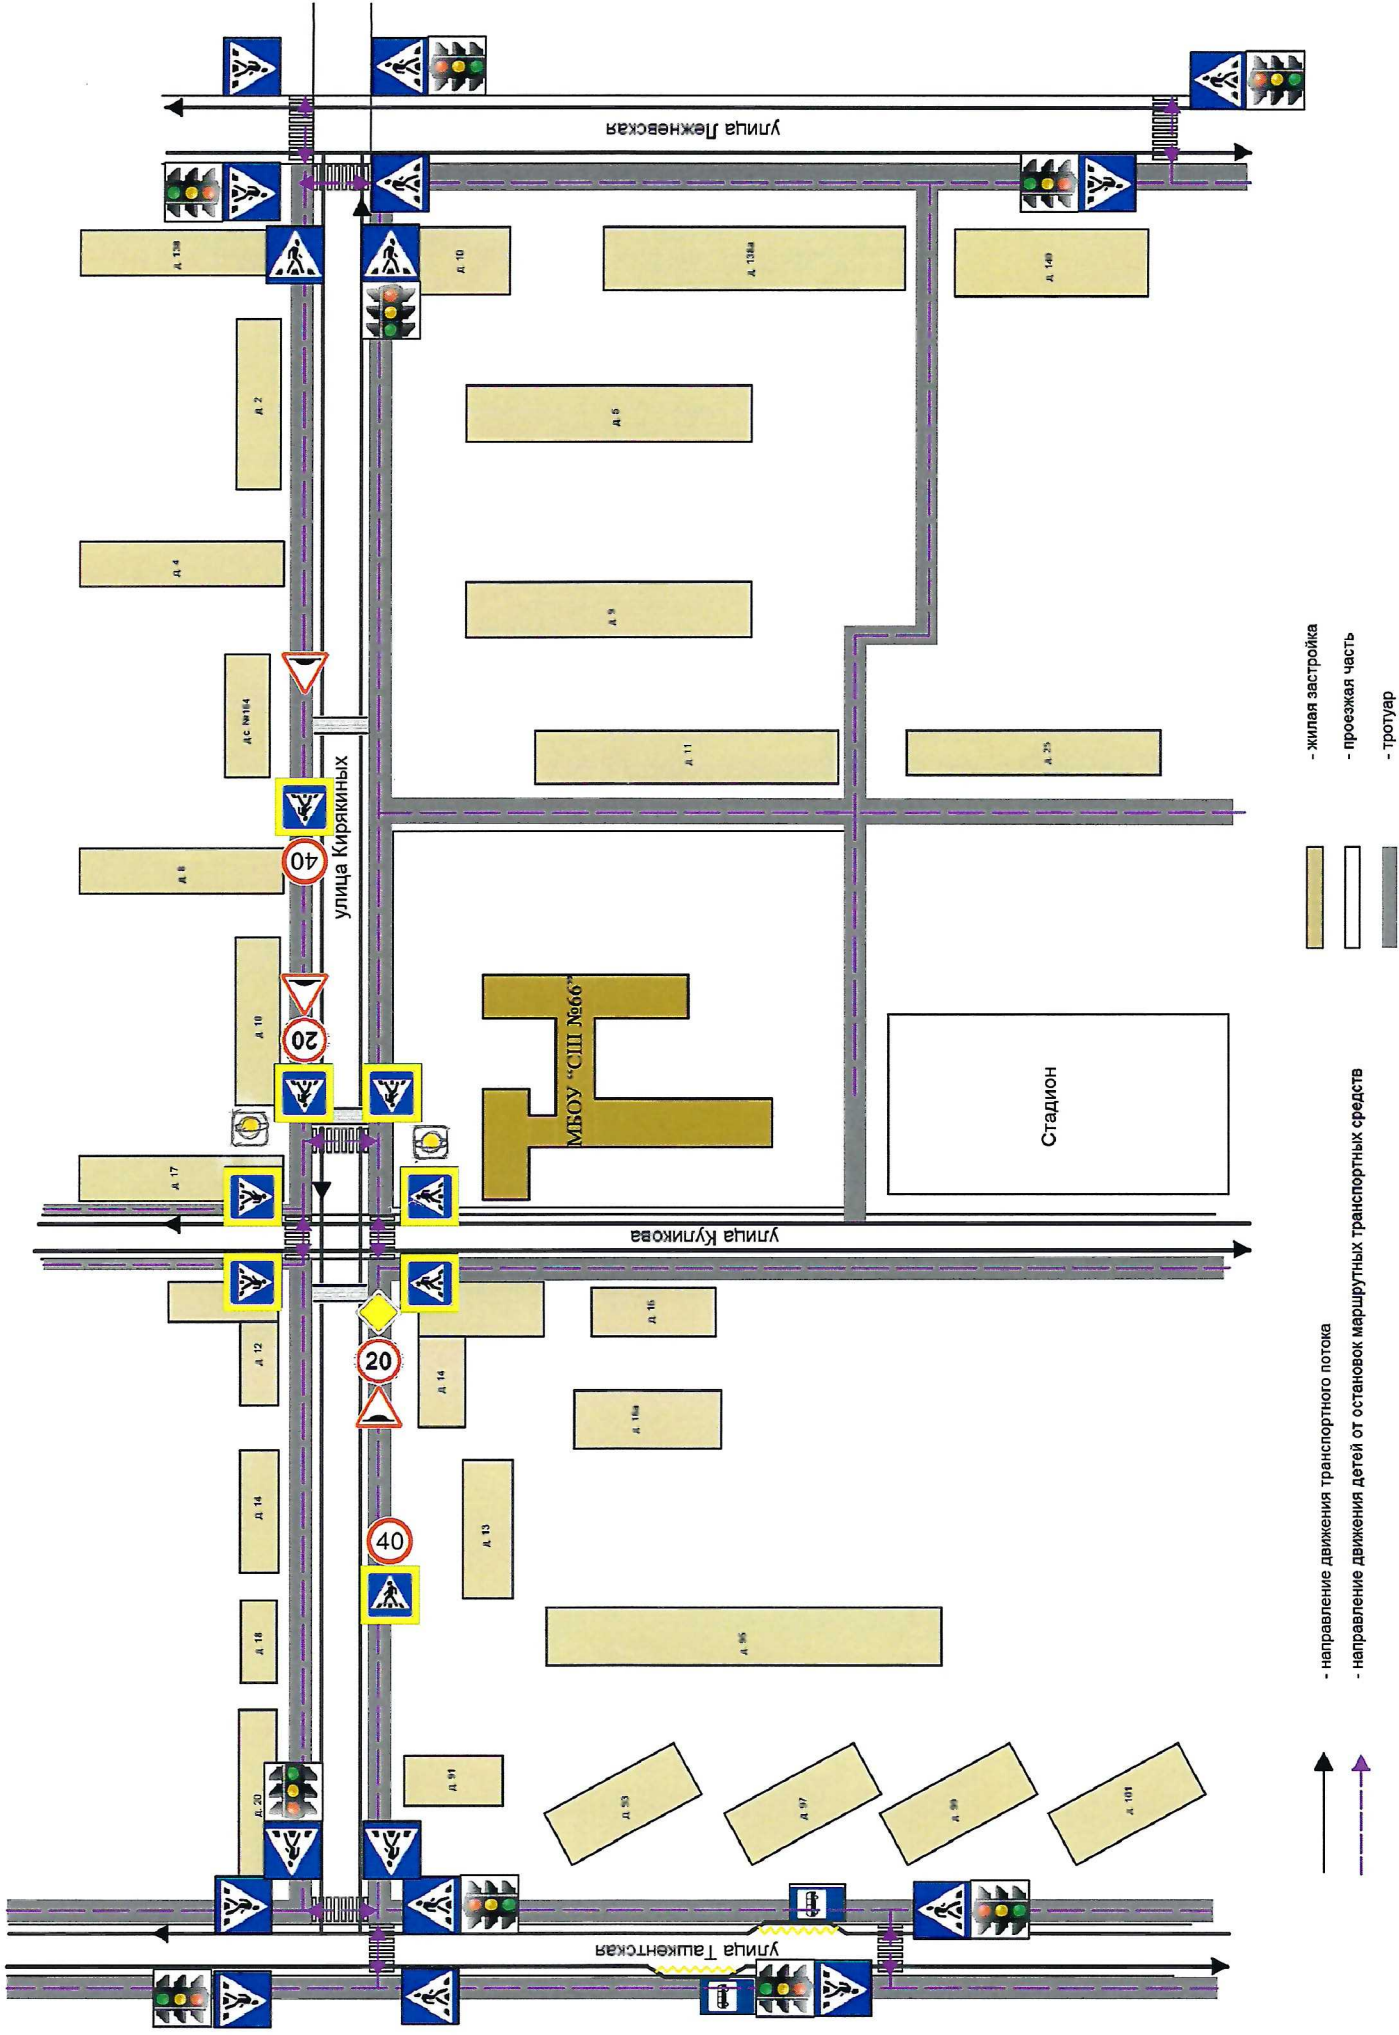 улица Лежневская
д. 138
д. 10
д. 138а
д. 140
д. 2
д. 5
д. 4
д. 9
д.с №164
д. 11
д. 25
улица Кирякиных
40
д. 8
д. 10
20
МБОУ "СШ №66"
Стадион
д. 17
улица Куликова
д. 12
20
д. 14
д. 16
д. 16а
д. 14
40
д. 13
д. 18
д. 95
д. 20
д. 91
д. 93
д. 97
д. 99
д. 101
улица Ташкентская
- жилая застройка
- проезжая часть
- тротуар
- направление движения транспортного потока
- направление движения детей от остановок маршрутных транспортных средств